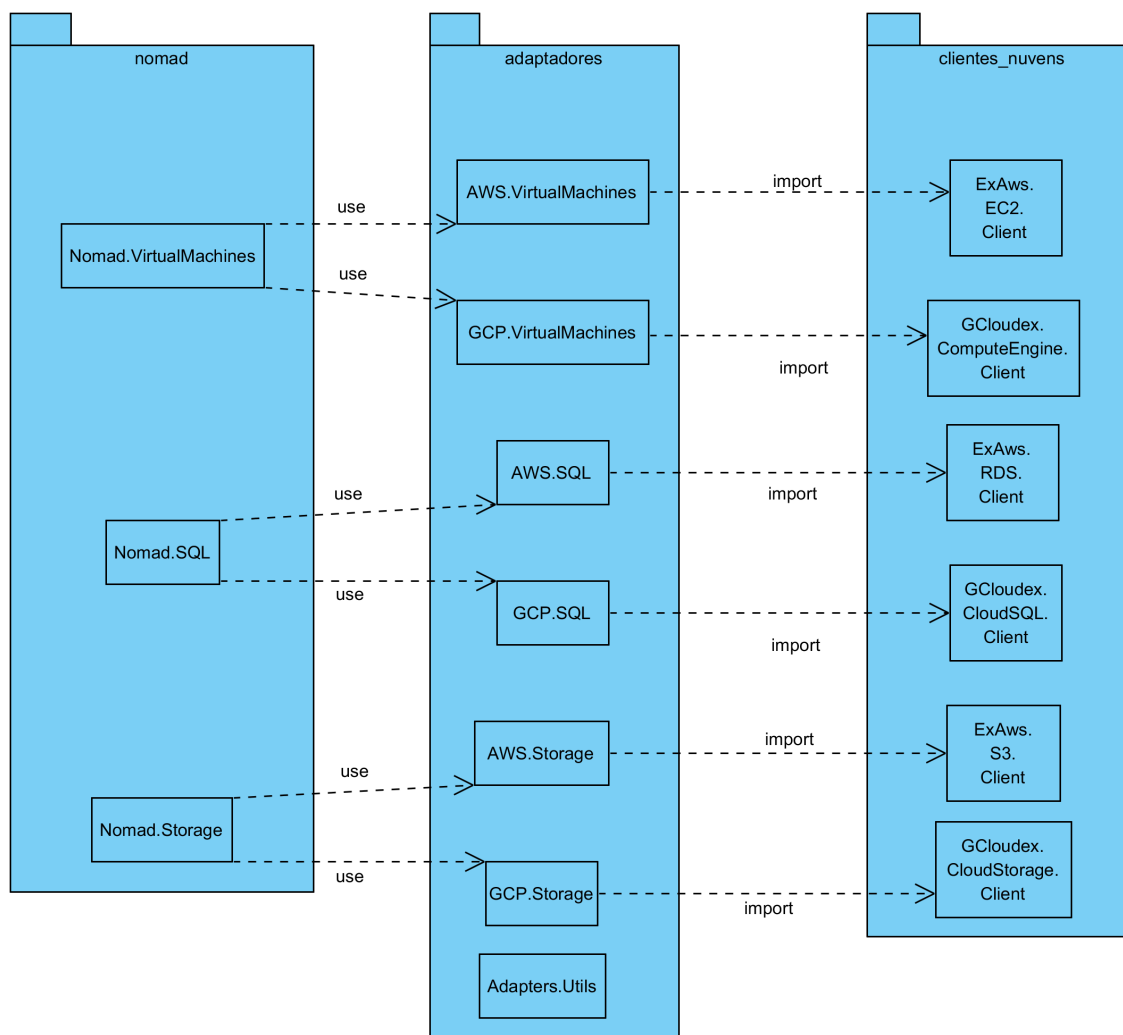 nomad
adaptadores
clientes_nuvens
AWS.VirtualMachines
import
ExAws.
EC2.
Client
use
Nomad.VirtualMachines
use
GCP.VirtualMachines
import
GCloudex.
ComputeEngine.
Client
AWS.SQL
import
ExAws.
RDS.
Client
use
Nomad.SQL
use
GCP.SQL
import
GCloudex.
CloudSQL.
Client
AWS.Storage
import
ExAws.
S3.
Client
use
Nomad.Storage
use
GCP.Storage
import
GCloudex.
CloudStorage.
Client
Adapters.Utils